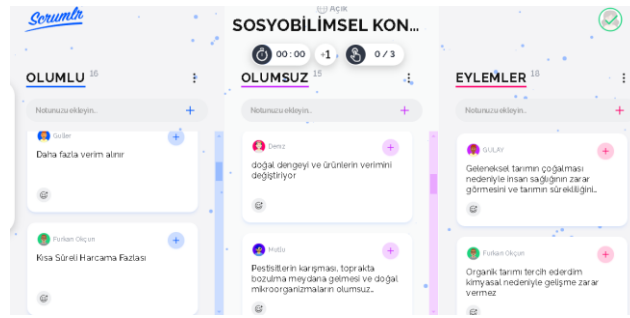 Scrumlr
Açık
SOSYOBİLİMSEL KON...
00:00
+1
0 / 3
OLUMLU 16
Notunuzu ekleyin...
Guller
Daha fazla verim alınır
Furkan Okçun
Kısa Süreli Harcama Fazlası
OLUMSUZ 15
Notunuzu ekleyin...
Deniz
doğal dengeyi ve ürünlerin verimini
değiştiriyor
Mutlu
Pestisitlerin karışması, toprakta
bozulma meydana gelmesi ve doğal
mikroorganizmaların olumsuz...
EYLEMLER 18
Notunuzu ekleyin...
GULAY
Geleneksel tarımın çoğalması
nedeniyle insan sağlığının zarar
görmesini ve tarımın sürekliliğini...
Furkan Okçun
Organik tarımı tercih ederdim
kimyasal nedeniyle gelişme zarar
vermez